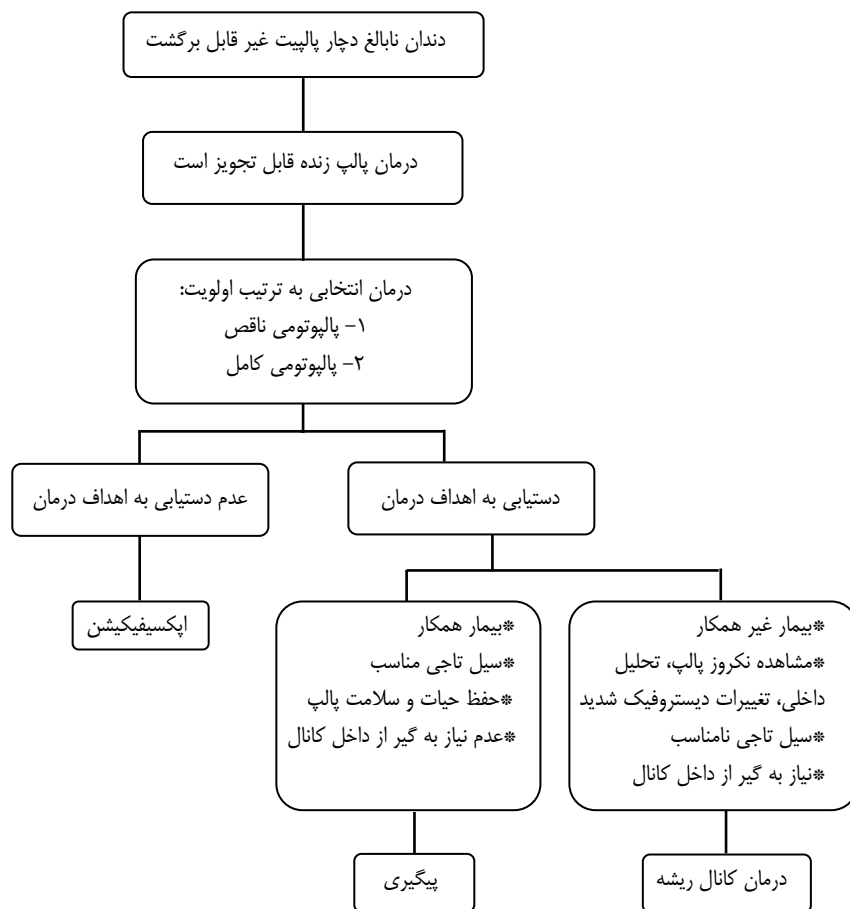 دندان نابالغ دچار پالپیت غیر قابل برگشت
درمان پالپ زنده قابل تجویز است
درمان انتخابی به ترتیب اولویت:
۱- پالپوتومی ناقص
۲- پالپوتومی کامل
دستیابی به اهداف درمان
عدم دستیابی به اهداف درمان
*بیمار غیر همکار
*مشاهده نکروز پالپ، تحلیل
داخلی، تغییرات دیستروفیک شدید
*سیل تاجی نامناسب
*نیاز به گیر از داخل کانال
*بیمار همکار
*سیل تاجی مناسب
*حفظ حیات و سلامت پالپ
*عدم نیاز به گیر از داخل کانال
اپکسیفیکیشن
درمان کانال ریشه
پیگیری